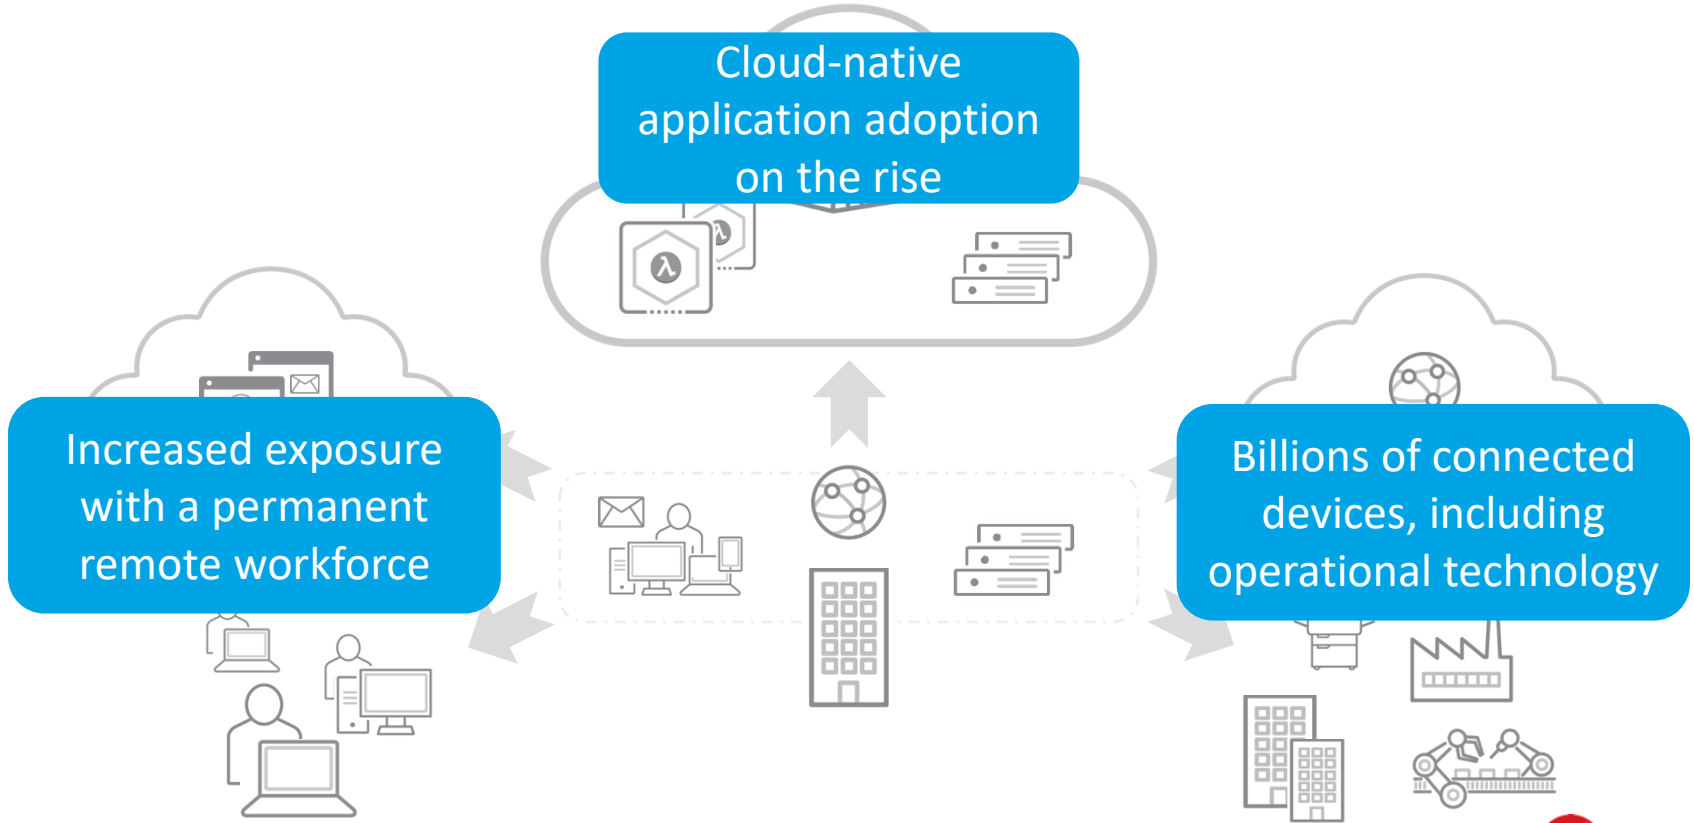 Cloud-native
application adoption
on the rise
λ
λ
Increased exposure
with a permanent
remote workforce
Billions of connected
devices, including
operational technology